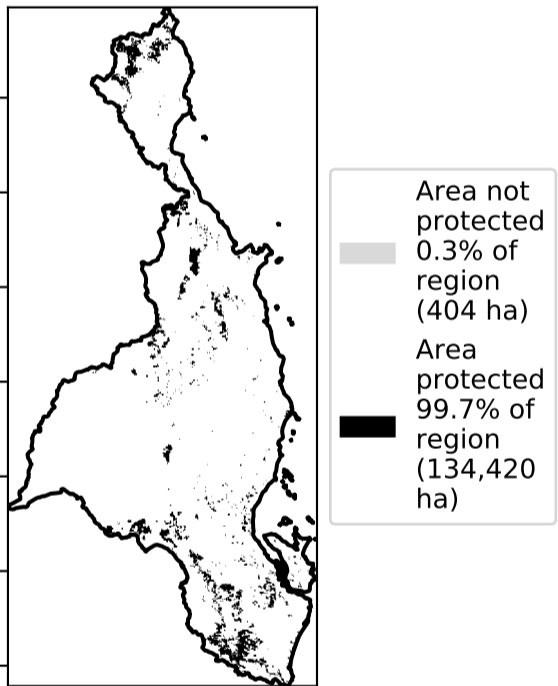 Area not
protected
0.3% of
region
(404 ha)
Area
protected
99.7% of
region
(134,420
ha)